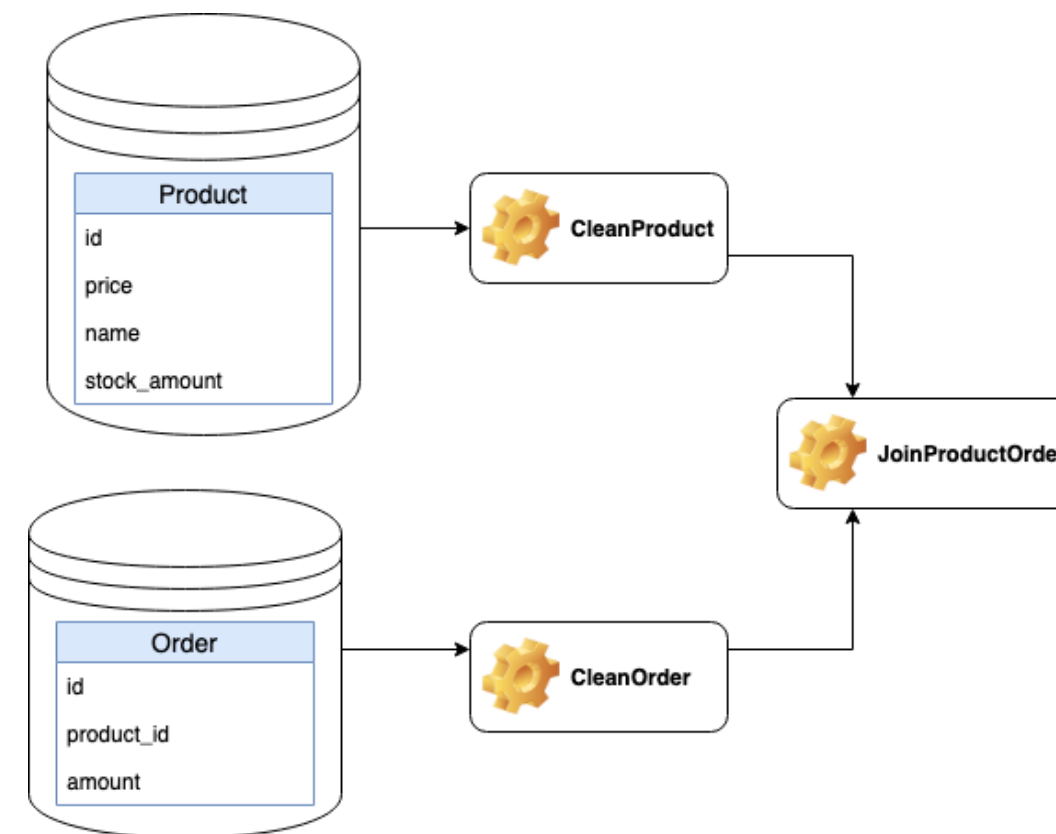 Product
id
price
name
stock_amount
CleanProduct
JoinProductOrde
Order
id
product_id
amount
CleanOrder